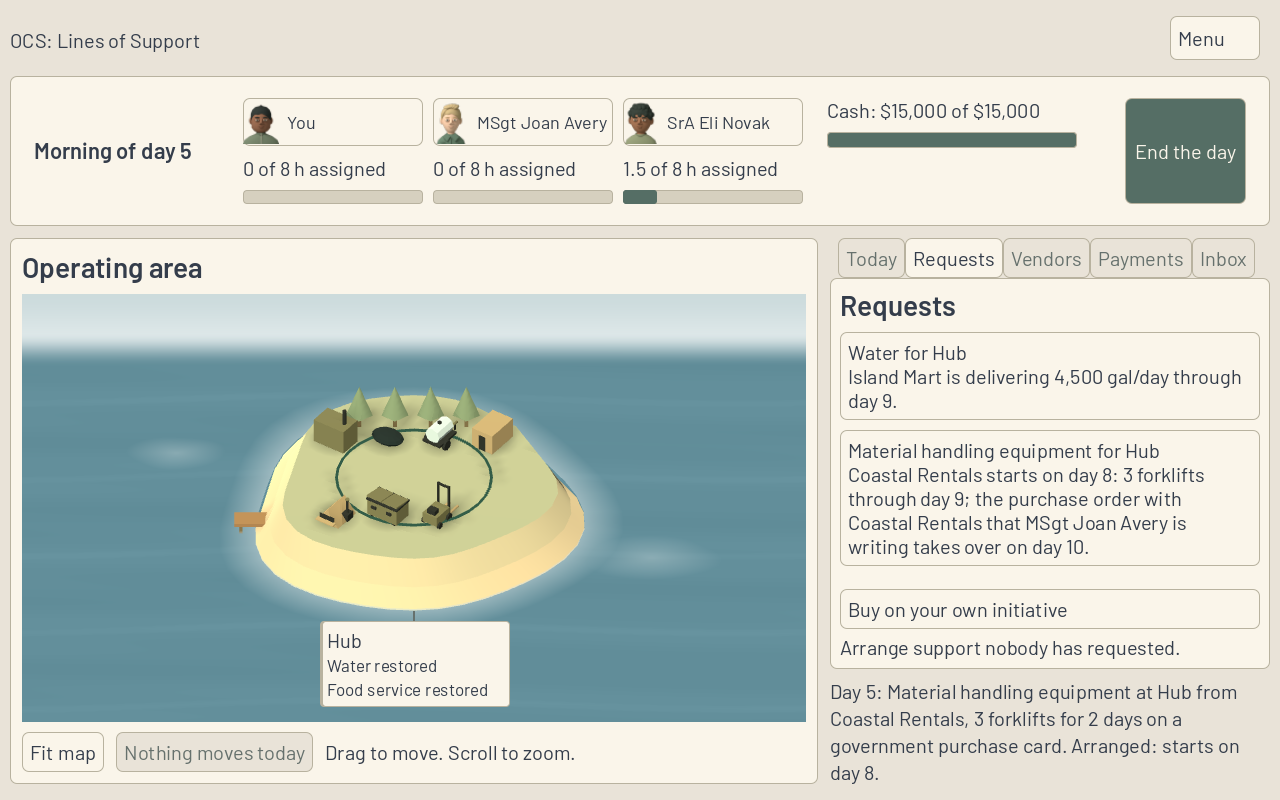 OCS: Lines of Support
Menu
Morning of day 5
You
0 of 8 h assigned
MSgt Joan Avery
0 of 8 h assigned
SrA Eli Novak
1.5 of 8 h assigned
Cash: $15,000 of $15,000
End the day
Operating area
Hub
Water restored
Food service restored
Fit map
Nothing moves today
Drag to move. Scroll to zoom.
Today
Requests
Vendors
Payments
Inbox
Requests
Water for Hub
Island Mart is delivering 4,500 gal/day through
day 9.
Material handling equipment for Hub
Coastal Rentals starts on day 8: 3 forklifts
through day 9; the purchase order with
Coastal Rentals that MSgt Joan Avery is
writing takes over on day 10.
Buy on your own initiative
Arrange support nobody has requested.
Day 5: Material handling equipment at Hub from
Coastal Rentals, 3 forklifts for 2 days on a
government purchase card. Arranged: starts on
day 8.